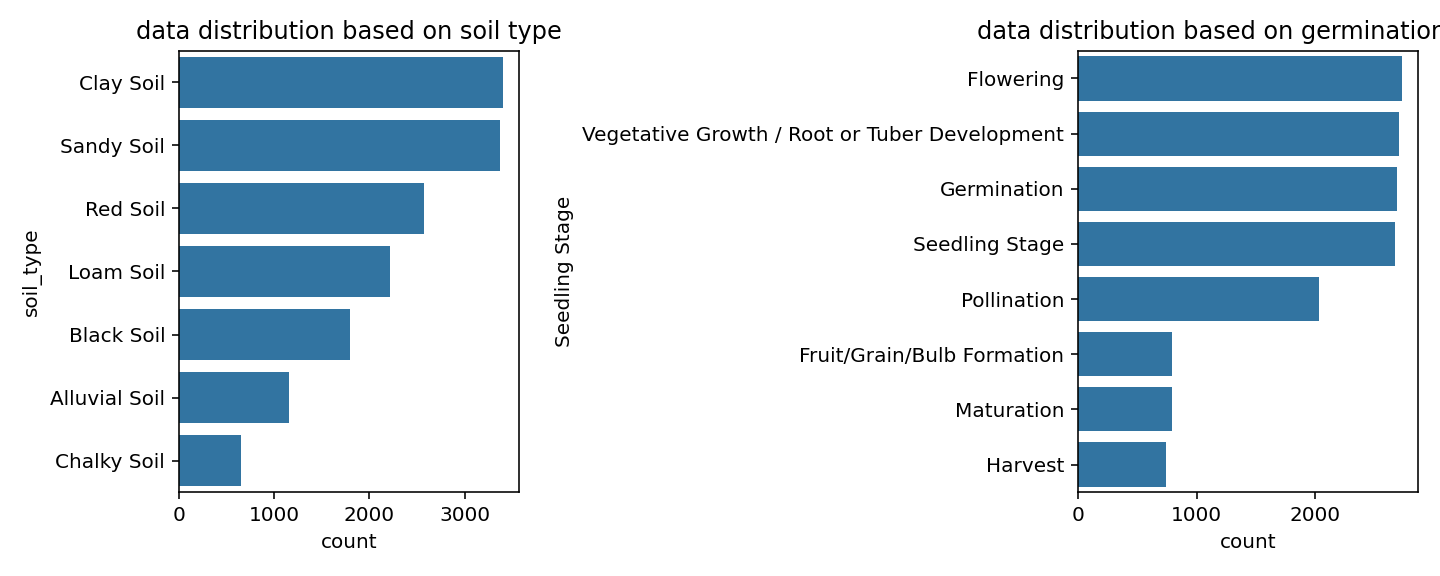 data distribution based on soil type
soil_type
Clay Soil
Sandy Soil
Red Soil
Loam Soil
Black Soil
Alluvial Soil
Chalky Soil
0 1000 2000 3000
count
data distribution based on germination
Seedling Stage
Flowering
Vegetative Growth / Root or Tuber Development
Germination
Seedling Stage
Pollination
Fruit/Grain/Bulb Formation
Maturation
Harvest
0 1000 2000
count